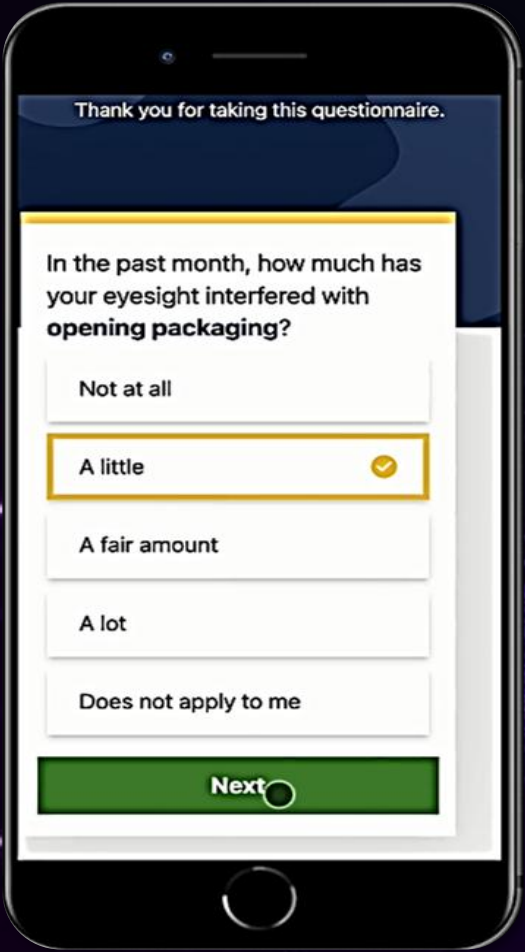 Thank you for taking this questionnaire.
In the past month, how much has
your eyesight interfered with
opening packaging?
Not at all
A little
A fair amount
A lot
Does not apply to me
Next